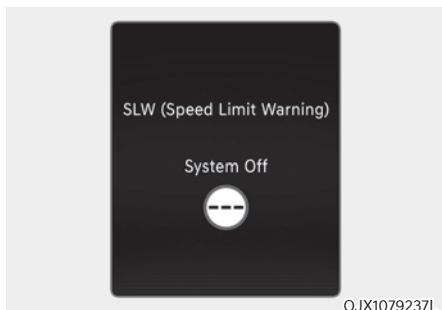 SLW (Speed Limit Warning)
System Off
---
OJX1079237L